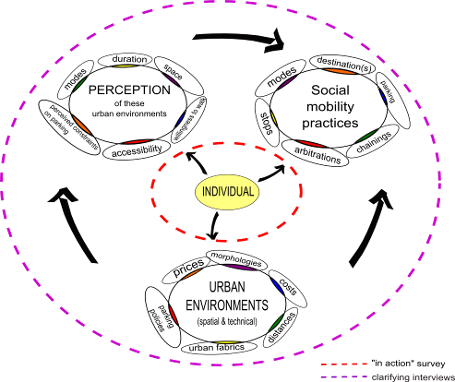 duration
space
modes
PERCEPTION
of these
urban environments
willingness to walk
perceived constraints
on parking
accessibility
destination(s)
modes
parking
Social
mobility
practices
stops
chainings
arbitrations
INDIVIDUAL
morphologies
prices
costs
URBAN
ENVIRONMENTS
(spatial & technical)
parking
policies
distances
urban fabrics
"in action" survey
clarifying interviews